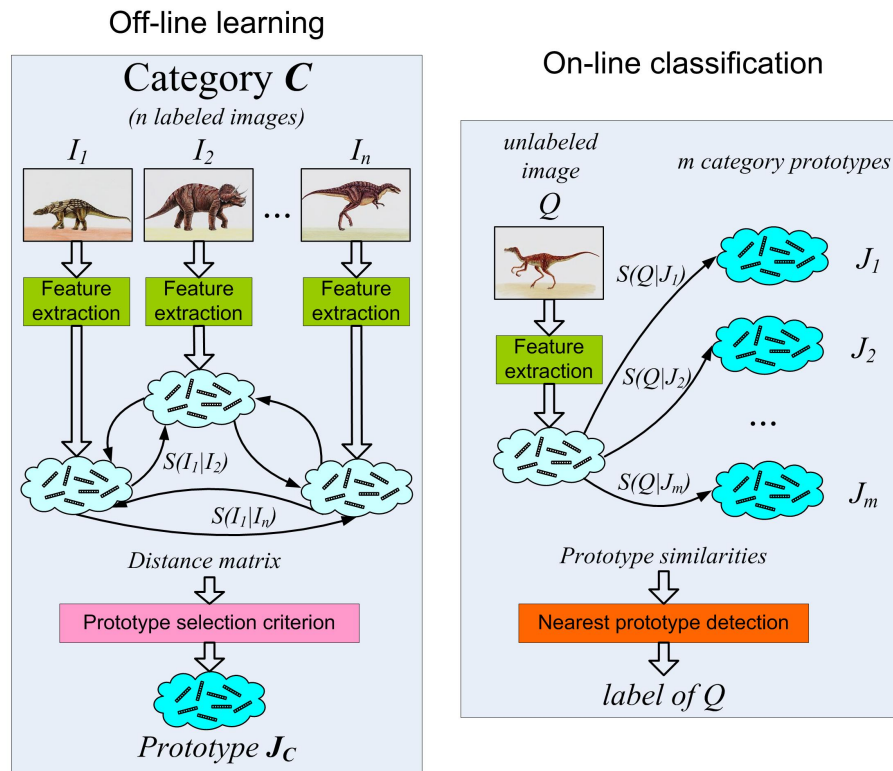 Off-line learning
Category C
(n labeled images)
I1
I2
In
...
Feature
extraction
Feature
extraction
Feature
extraction
S(I1|I2)
S(I1|In)
Distance matrix
Prototype selection criterion
Prototype JC
On-line classification
unlabeled
image
Q
m category prototypes
Feature
extraction
S(Q|J1)
J1
S(Q|J2)
J2
...
S(Q|Jm)
Jm
Prototype similarities
Nearest prototype detection
label of Q